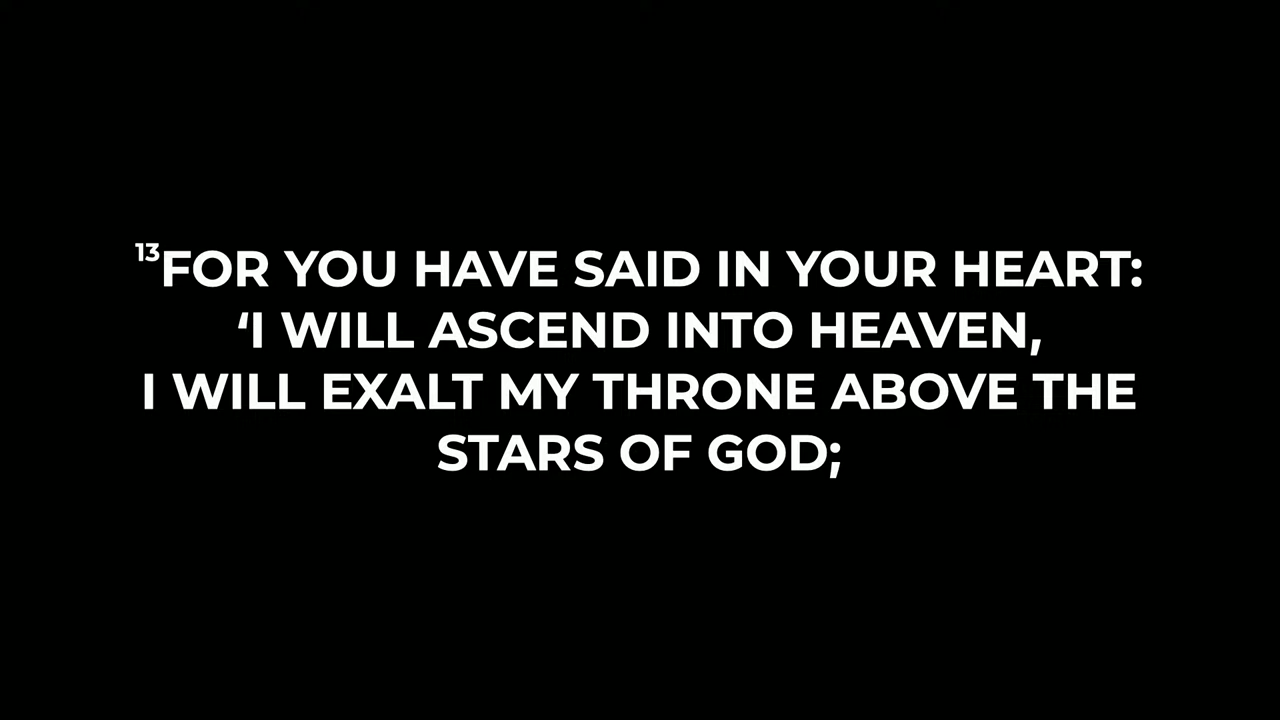 ¹³FOR YOU HAVE SAID IN YOUR HEART:
‘I WILL ASCEND INTO HEAVEN,
I WILL EXALT MY THRONE ABOVE THE
STARS OF GOD;